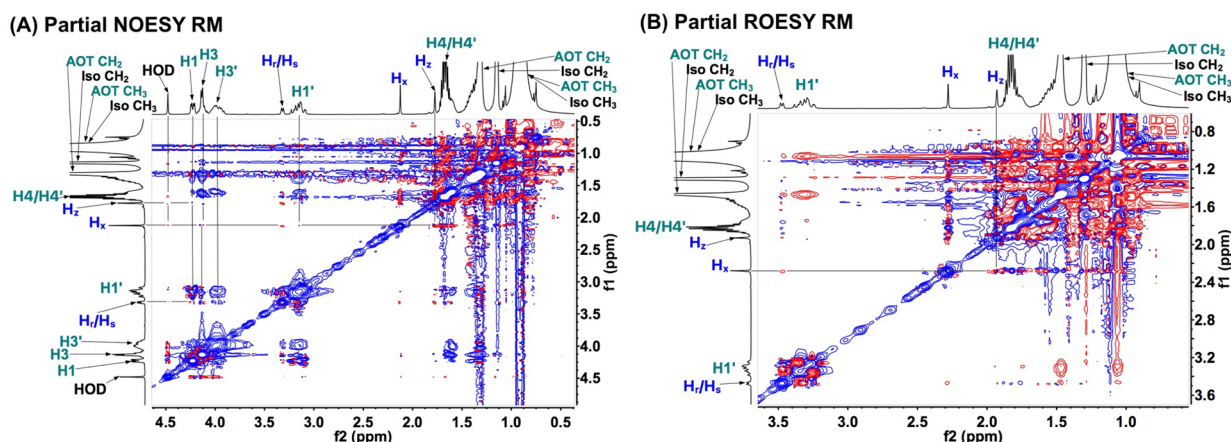 (A) Partial NOESY RM
AOT CH2
Iso CH2
AOT CH3
Iso CH3
HOD
H1
H3
H3'
Hr/Hs
H1'
Hx
Hz
H4/H4'
AOT CH2
Iso CH2
AOT CH3
Iso CH3
H4/H4'
Hz
Hx
H1'
Hr/Hs
H3'
H3
H1
HOD
0.5
1.0
1.5
2.0
2.5
3.0
3.5
4.0
4.5
f1 (ppm)
4.5 4.0 3.5 3.0 2.5 2.0 1.5 1.0 0.5
f2 (ppm)
(B) Partial ROESY RM
AOT CH2
Iso CH2
AOT CH3
Iso CH3
Hr/Hs
H1'
Hx
Hz
H4/H4'
AOT CH2
Iso CH2
AOT CH3
Iso CH3
H4/H4'
Hz
Hx
H1'
Hr/Hs
0.8
1.2
1.6
2.0
2.4
2.8
3.2
3.6
f1 (ppm)
3.5 3.0 2.5 2.0 1.5 1.0
f2 (ppm)